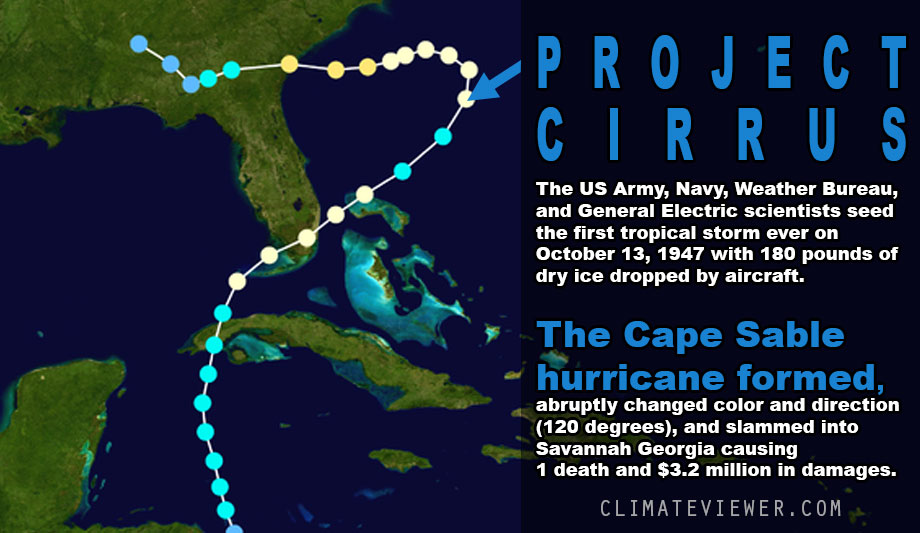 PROJECT
CIRRUS
The US Army, Navy, Weather Bureau,
and General Electric scientists seed
the first tropical storm ever on
October 13, 1947 with 180 pounds of
dry ice dropped by aircraft.
The Cape Sable
hurricane formed,
abruptly changed color and direction
(120 degrees), and slammed into
Savannah Georgia causing
1 death and $3.2 million in damages.
CLIMATEVIEWER.COM